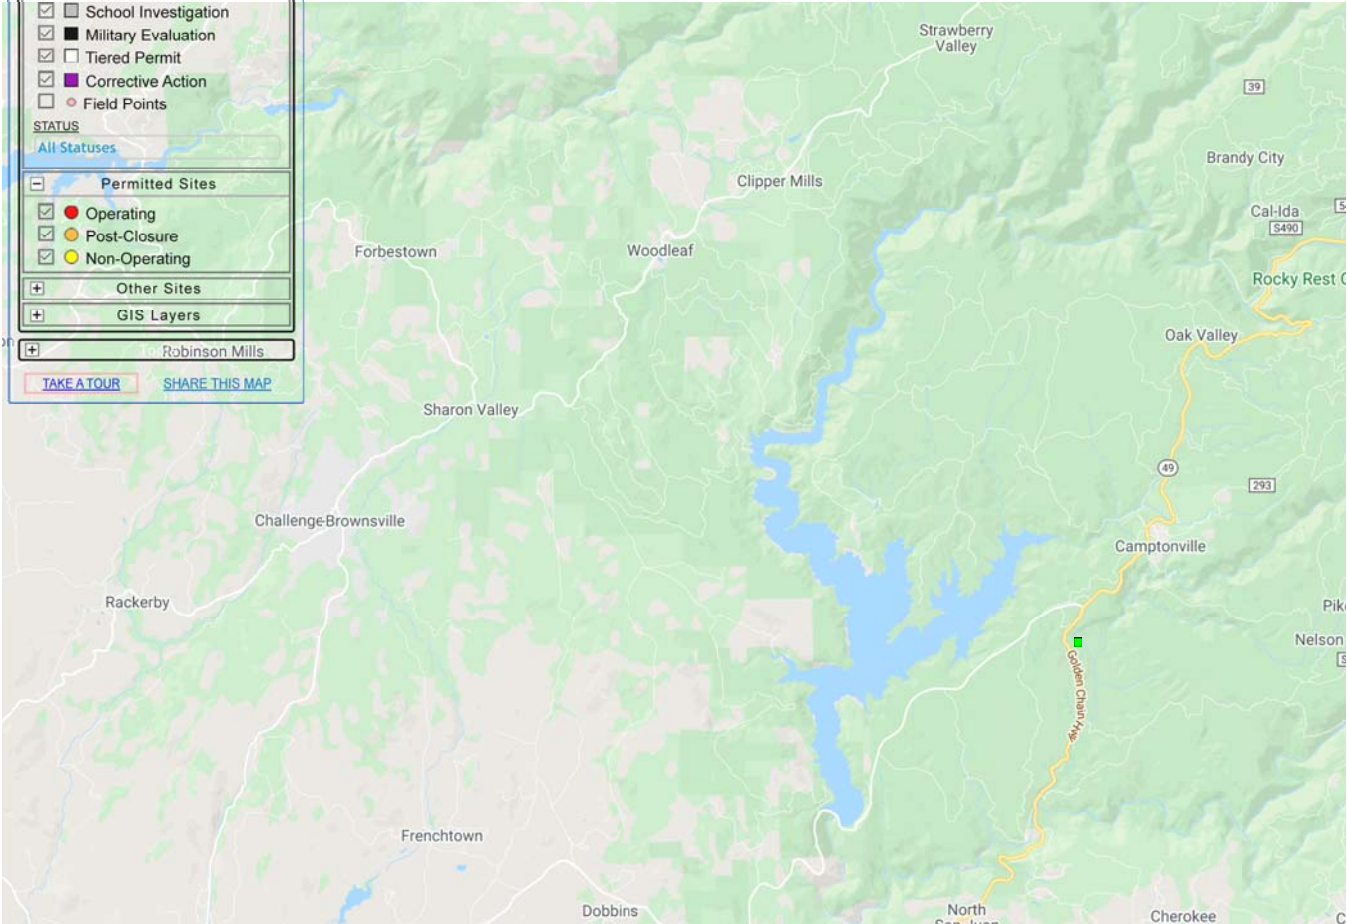 School Investigation
Military Evaluation
Tiered Permit
Corrective Action
Field Points
STATUS
All Statuses
Permitted Sites
Operating
Post-Closure
Non-Operating
Other Sites
GIS Layers
Robinson Mills
TAKE A TOUR
SHARE THIS MAP
Strawberry
Valley
39
Brandy City
Clipper Mills
Cal-Ida
S490
Forbestown
Woodleaf
Rocky Rest C
Oak Valley
Sharon Valley
49
293
Challenge-Brownsville
Camptonville
Rackerby
Pik
Nelson
Golden Chain Hwy
Frenchtown
Dobbins
North
San Juan
Cherokee